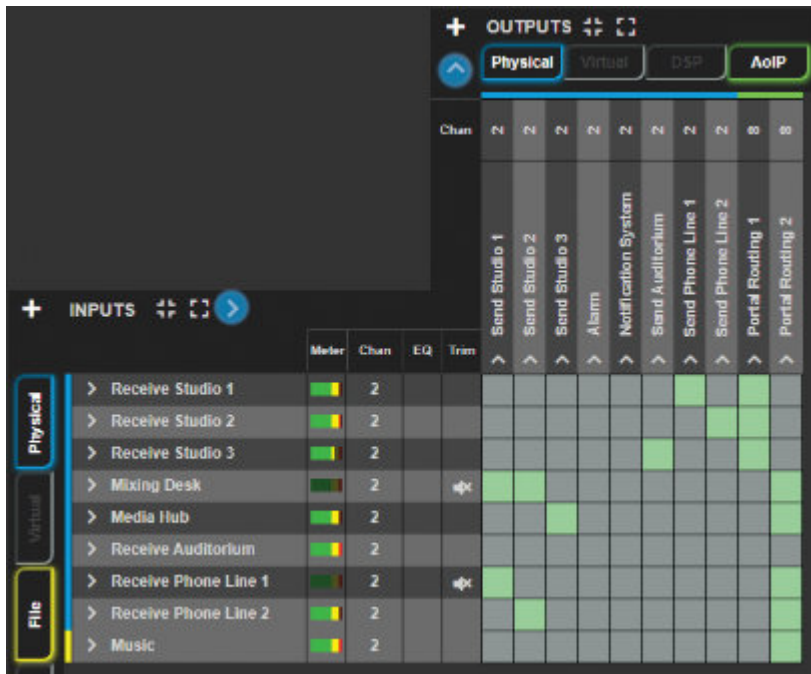 + OUTPUTS
Physical Virtual DSP AoIP
Chan 2 2 2 2 2 2 2 2 8 8
Send Studio 1
Send Studio 2
Send Studio 3
Alarm
Notification System
Send Auditorium
Send Phone Line 1
Send Phone Line 2
Portal Routing 1
Portal Routing 2
+ INPUTS
Meter Chan EQ Trim
Physical
Virtual
File
> Receive Studio 1 2
> Receive Studio 2 2
> Receive Studio 3 2
> Mixing Desk 2
> Media Hub 2
> Receive Auditorium 2
> Receive Phone Line 1 2
> Receive Phone Line 2 2
> Music 2